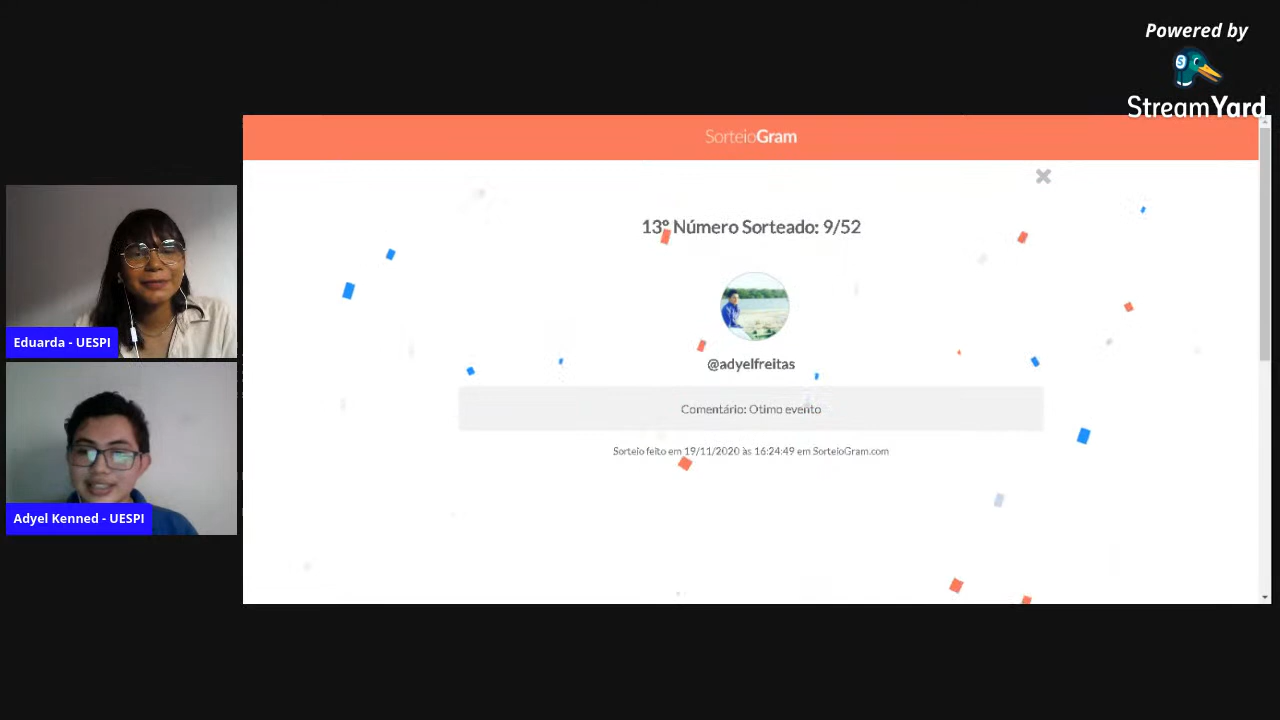 Powered by
StreamYard
SorteioGram
13º Número Sorteado: 9/52
@adyelfreitas
Comentário: Otimo evento
Sorteio feito em 19/11/2020 às 16:24:49 em SorteioGram.com
Eduarda - UESPI
Adyel Kenned - UESPI